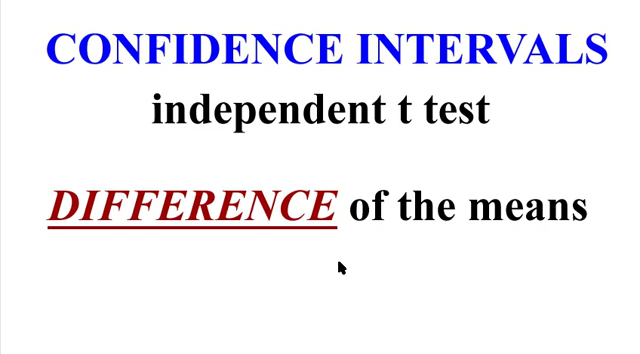 CONFIDENCE INTERVALS
independent t test
DIFFERENCE of the means